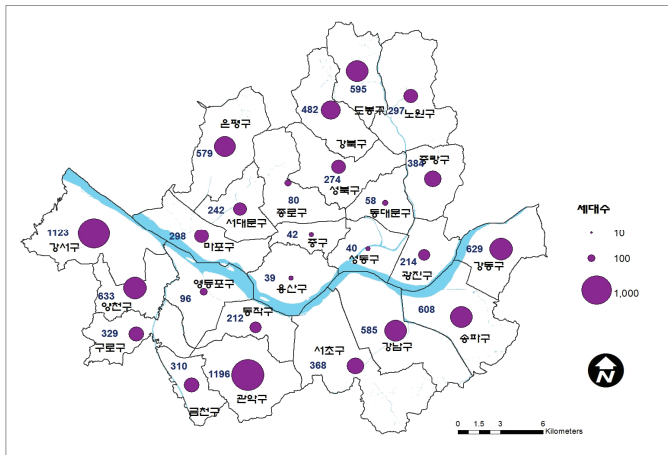 595
도봉구
297
노원구
482
강북구
은평구
579
384
중랑구
274
성북구
80
종로구
58
동대문구
242
서대문구
298
마포구
42
중구
40
성동구
214
광진구
629
강동구
1123
강서구
39
용산구
영등포구
96
633
양천구
동작구
212
329
구로구
608
송파구
585
강남구
서초구
368
310
금천구
1196
관악구
세대수
10
100
1,000
N
0 1.5 3 6
Kilometers